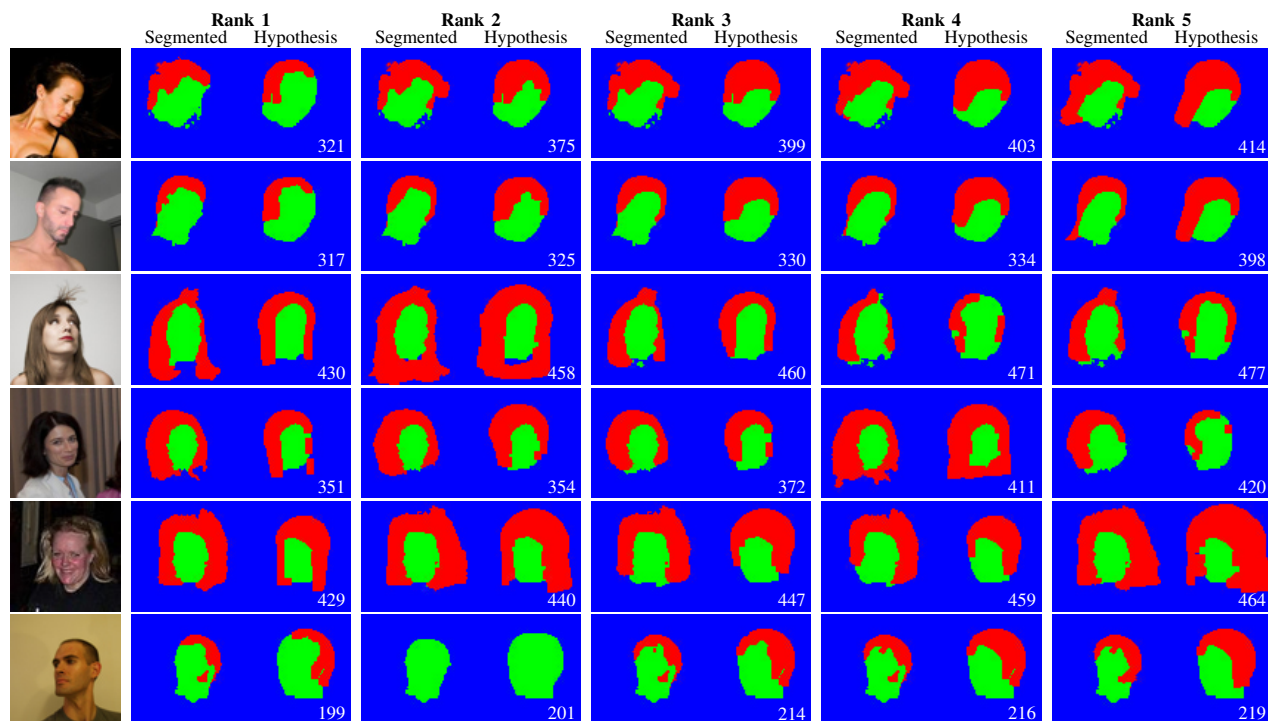 Rank 1 Rank 2 Rank 3 Rank 4 Rank 5
Segmented Hypothesis Segmented Hypothesis Segmented Hypothesis Segmented Hypothesis Segmented Hypothesis
321 375 399 403 414
317 325 330 334 398
430 458 460 471 477
351 354 372 411 420
429 440 447 459 464
199 201 214 216 219